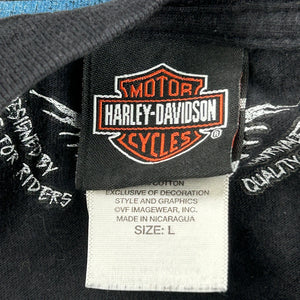 MOTOR
HARLEY-DAVIDSON
CYCLES
®
DESIGNED BY
FOR RIDERS
QUALITY
COTTON
EXCLUSIVE OF DECORATION
STYLE AND GRAPHICS
©VF IMAGEWEAR, INC.
MADE IN NICARAGUA
SIZE: L